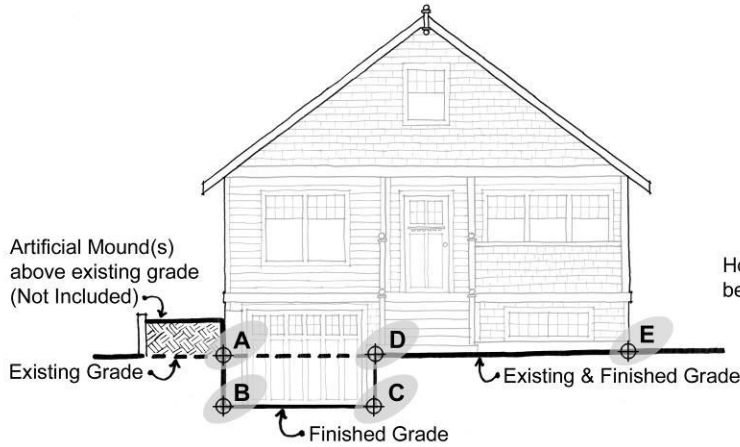 Artificial Mound(s)
above existing grade
(Not Included)
Existing Grade
A
B
D
C
E
Existing & Finished Grade
Finished Grade